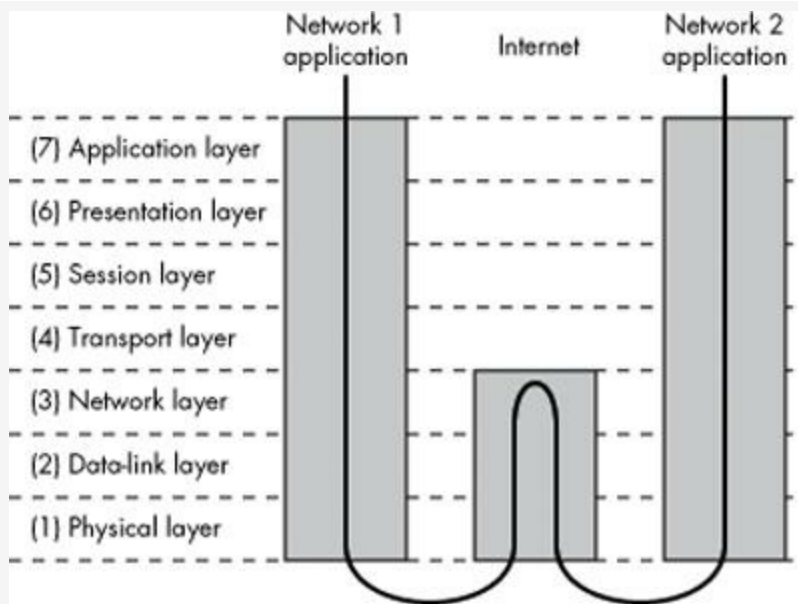 Network 1
application
Internet
Network 2
application
(7) Application layer
(6) Presentation layer
(5) Session layer
(4) Transport layer
(3) Network layer
(2) Data-link layer
(1) Physical layer